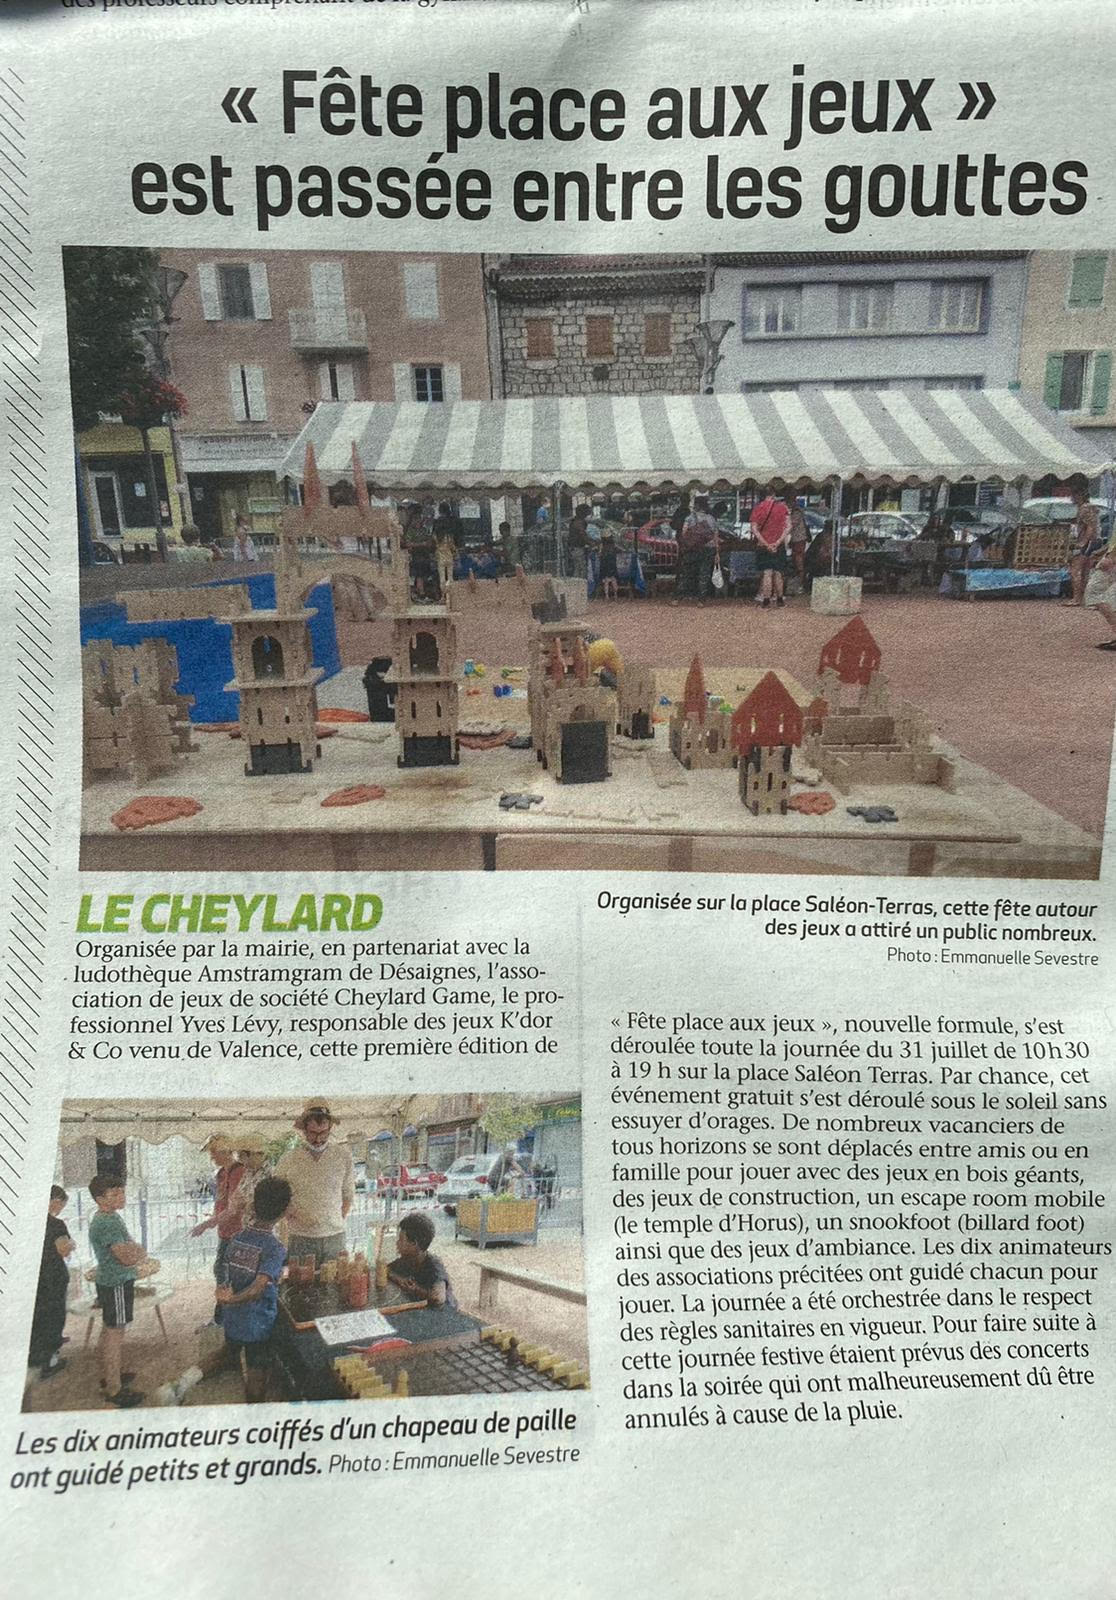 des professeurs comprenant de la
« Fête place aux jeux »
est passée entre les gouttes
LE CHEYLARD
Organisée par la mairie, en partenariat avec la
ludothèque Amstramgram de Désaignes, l'asso-
ciation de jeux de société Cheylard Game, le pro-
fessionnel Yves Lévy, responsable des jeux K'dor
& Co venu de Valence, cette première édition de
Organisée sur la place Saléon-Terras, cette fête autour
des jeux a attiré un public nombreux.
Photo : Emmanuelle Sevestre
« Fête place aux jeux », nouvelle formule, s'est
déroulée toute la journée du 31 juillet de 10h30
à 19 h sur la place Saléon Terras. Par chance, cet
événement gratuit s'est déroulé sous le soleil sans
essuyer d'orages. De nombreux vacanciers de
tous horizons se sont déplacés entre amis ou en
famille pour jouer avec des jeux en bois géants,
des jeux de construction, un escape room mobile
(le temple d'Horus), un snookfoot (billard foot)
ainsi que des jeux d'ambiance. Les dix animateurs
des associations précitées ont guidé chacun pour
jouer. La journée a été orchestrée dans le respect
des règles sanitaires en vigueur. Pour faire suite à
cette journée festive étaient prévus des concerts
dans la soirée qui ont malheureusement dû être
annulés à cause de la pluie.
Les dix animateurs coiffés d'un chapeau de paille
ont guidé petits et grands. Photo : Emmanuelle Sevestre